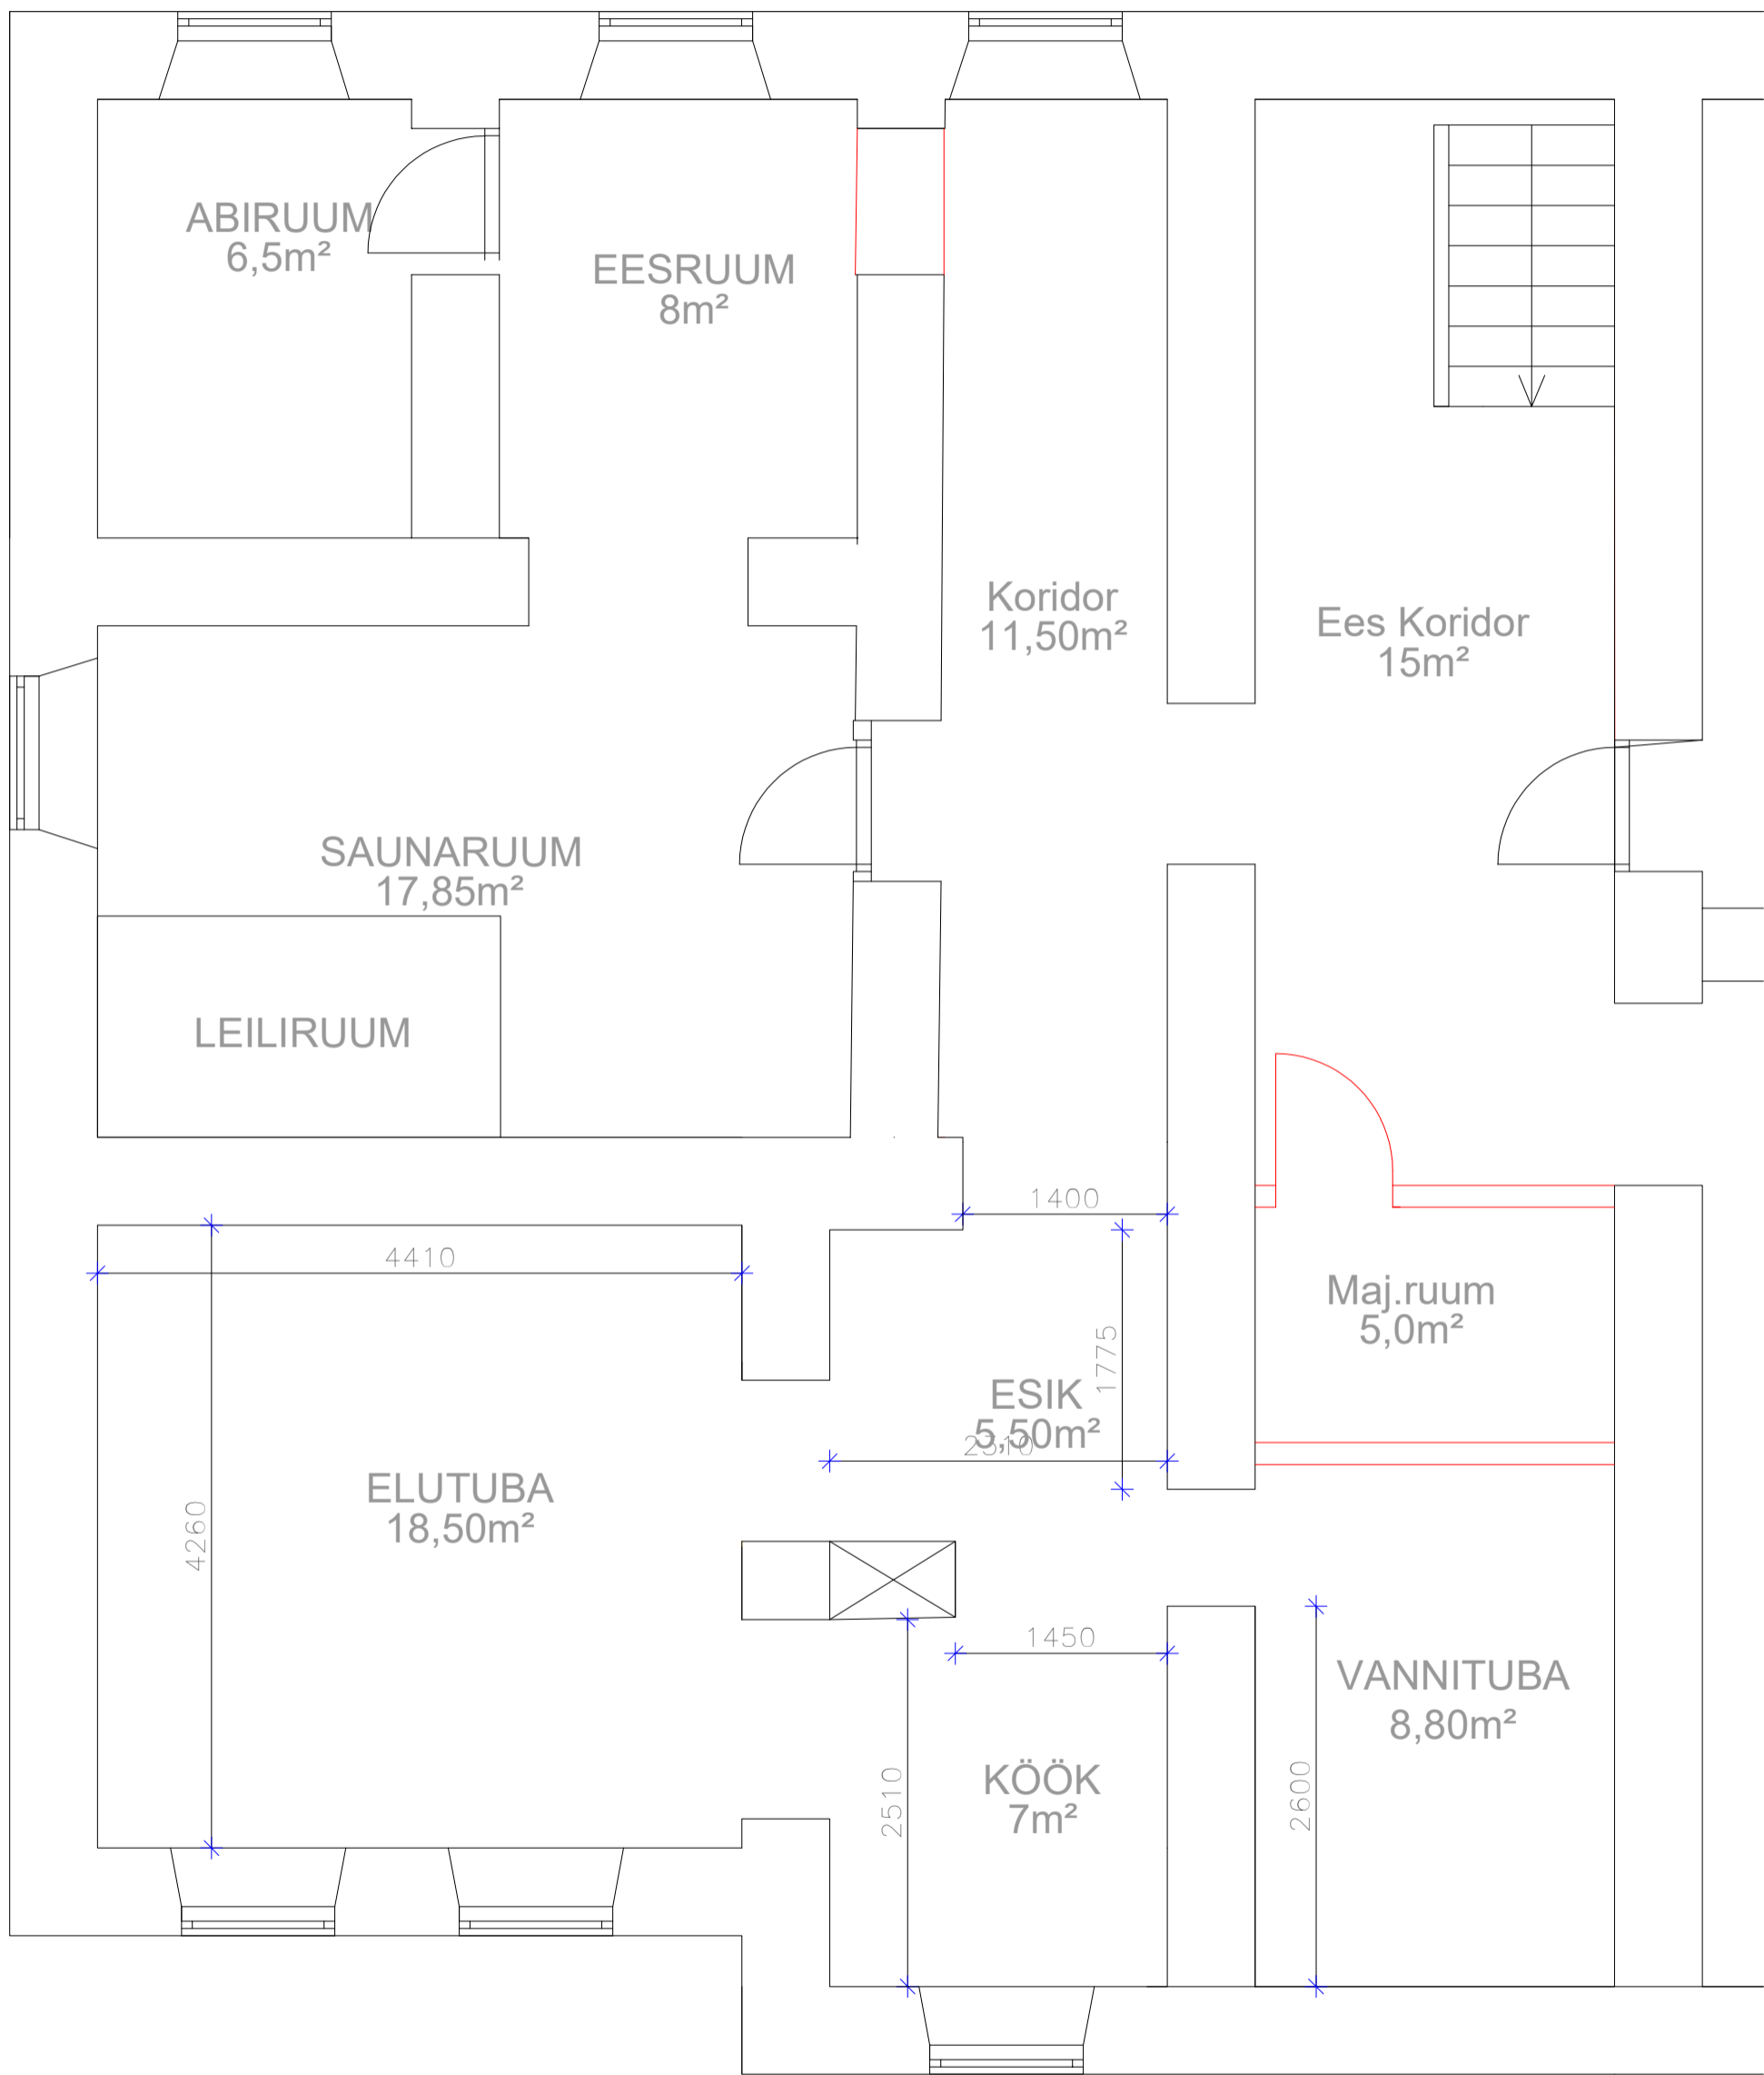 ABIRUUM
6,5m²
EESRUUM
8m²
Koridor
11,50m²
Ees Koridor
15m²
SAUNARUUM
17,85m²
LEILIRUUM
1400
4410
1775
Maj.ruum
5,0m²
ESIK
5,50m²
2310
ELUTUBA
18,50m²
4260
1450
VANNITUBA
8,80m²
KÖÖK
7m²
2510
2600